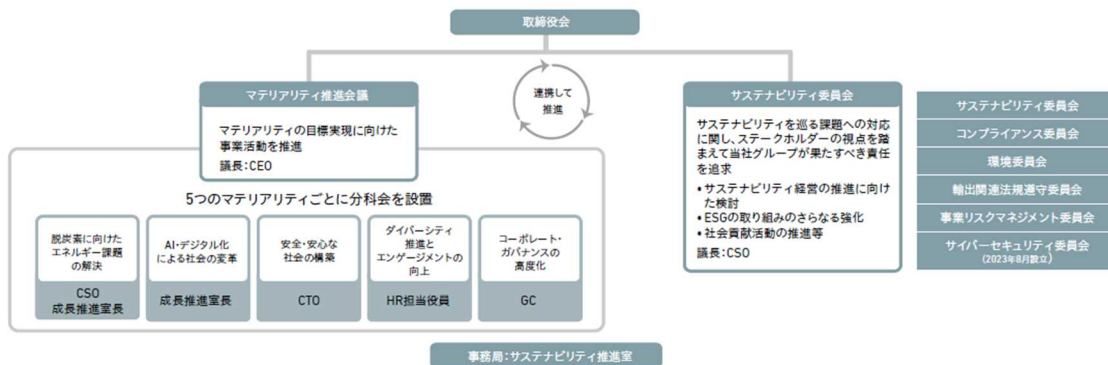 取締役会
マテリアリティ推進会議
マテリアリティの目標実現に向けた
事業活動を推進
議長:CEO
連携して
推進
サステナビリティ委員会
サステナビリティを巡る課題への対応
に関し、ステークホルダーの視点を踏
まえて当社グループが果たすべき責任
を追求
•サステナビリティ経営の推進に向け
た検討
•ESGの取り組みのさらなる強化
•社会貢献活動の推進等
議長:CSO
サステナビリティ委員会
コンプライアンス委員会
環境委員会
輸出関連法規遵守委員会
事業リスクマネジメント委員会
サイバーセキュリティ委員会
(2023年8月設立)
5つのマテリアリティごとに分科会を設置
脱炭素に向けた
エネルギー課題
の解決
CSO
成長推進室長
AI・デジタル化
による社会の変革
成長推進室長
安全・安心な
社会の構築
CTO
ダイバーシティ
推進と
エンゲージメントの
向上
HR担当役員
コーポレート・
ガバナンスの
高度化
GC
事務局:サステナビリティ推進室